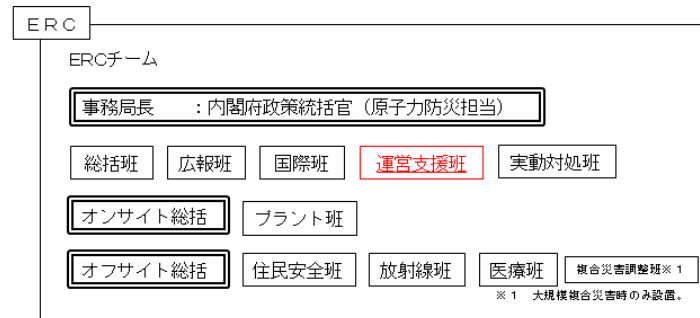 ERC
ERCチーム
事務局長　　：内閣府政策統括官（原子力防災担当）
総括班　広報班　国際班　運営支援班　実動対処班
オンサイト総括　プラント班
オフサイト総括　住民安全班　放射線班　医療班　複合災害調整班※１
※１　大規模複合災害時のみ設置。